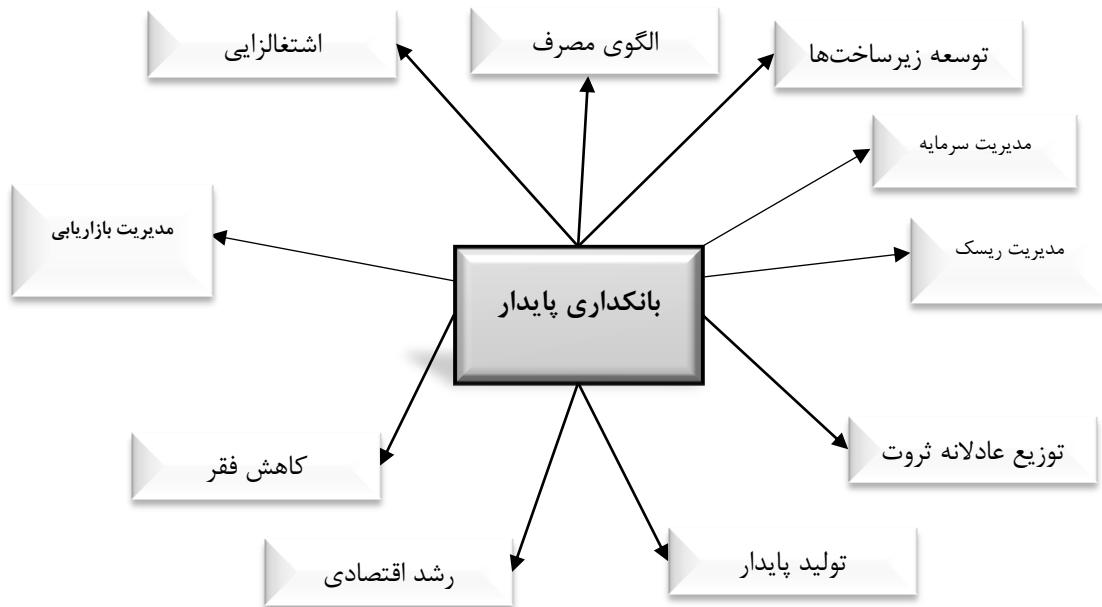 توسعه زیرساخت‌ها
الگوی مصرف
اشتغالزایی
مدیریت سرمایه
مدیریت بازاریابی
مدیریت ریسک
بانکداری پایدار
توزیع عادلانه ثروت
کاهش فقر
تولید پایدار
رشد اقتصادی